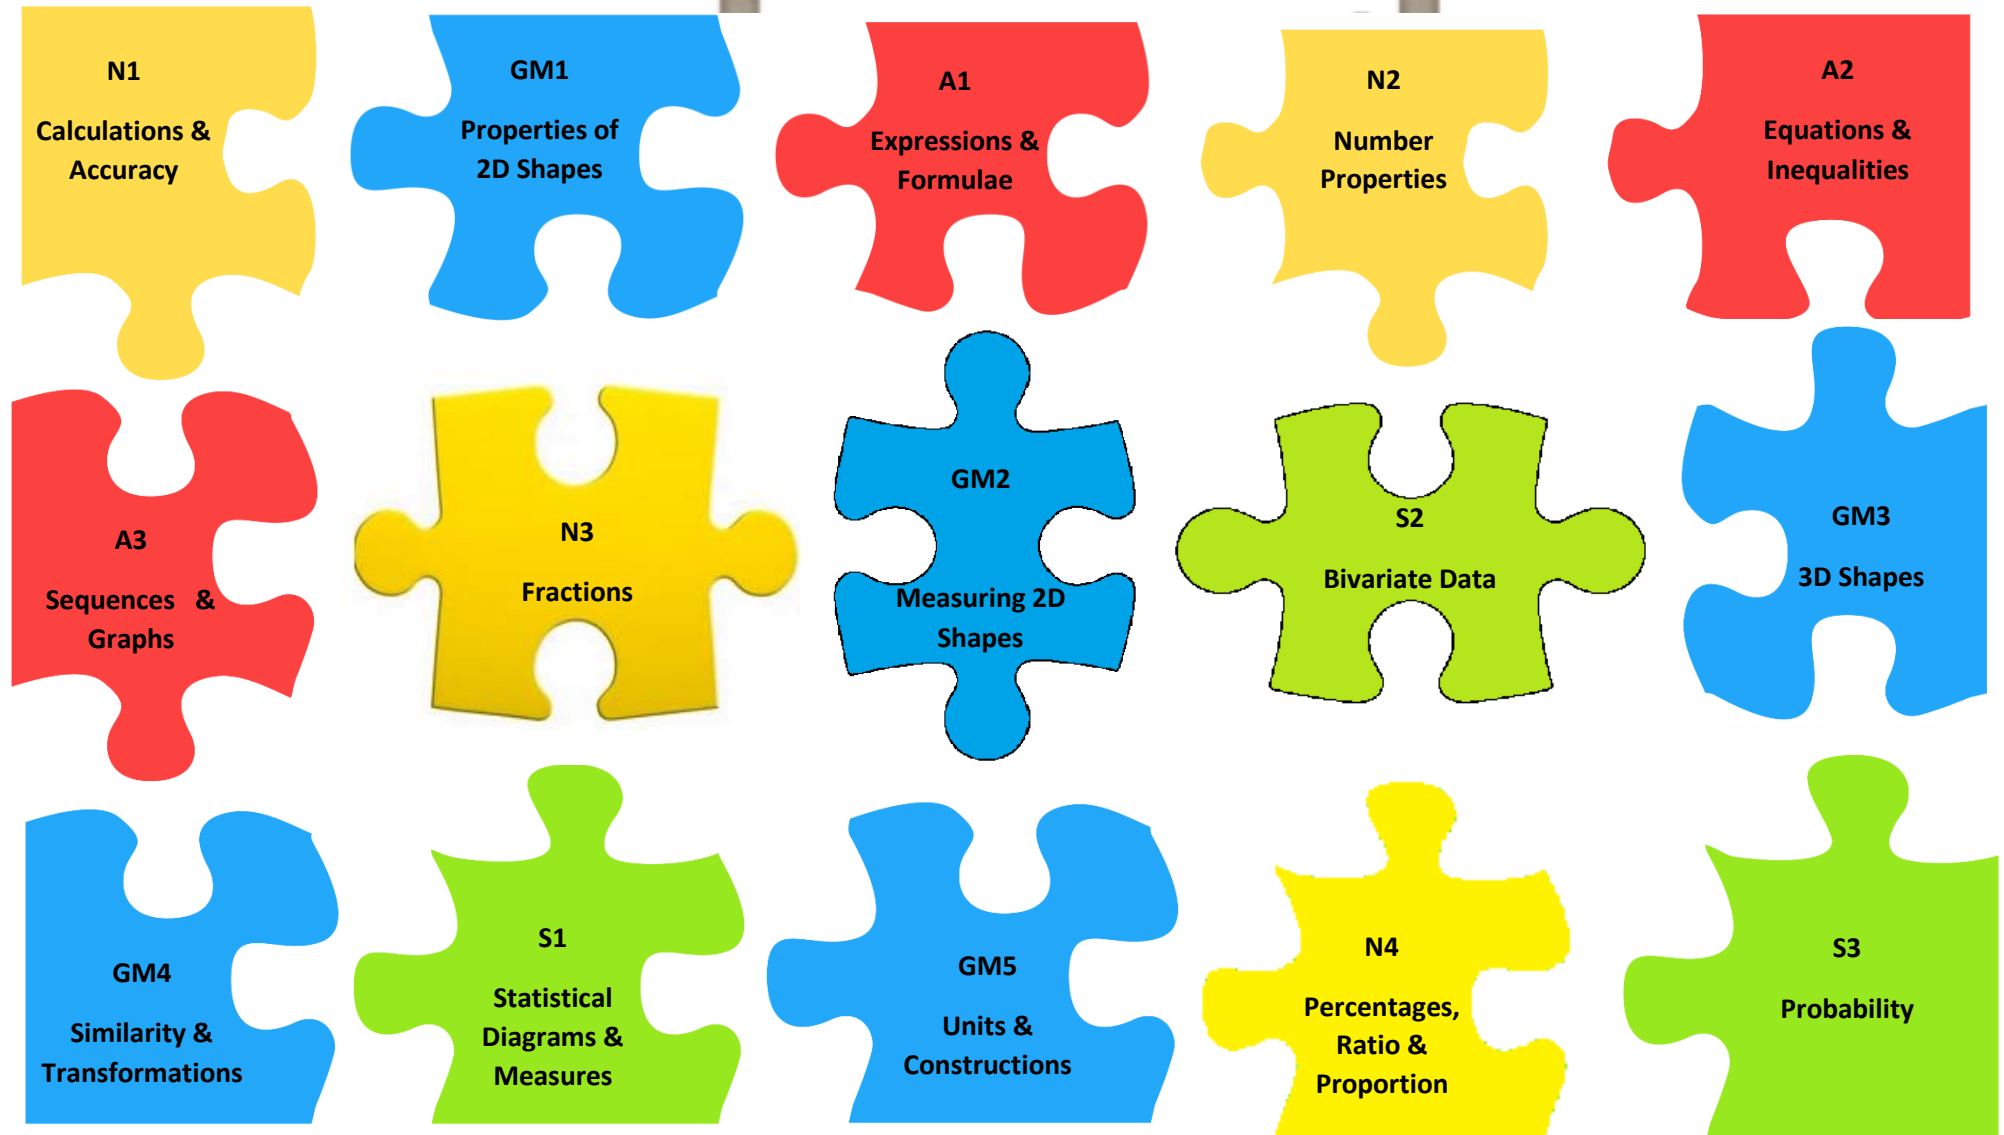 N1
Calculations &
Accuracy
GM1
Properties of
2D Shapes
A1
Expressions &
Formulae
N2
Number
Properties
A2
Equations &
Inequalities
A3
Sequences &
Graphs
N3
Fractions
GM2
Measuring 2D
Shapes
S2
Bivariate Data
GM3
3D Shapes
GM4
Similarity &
Transformations
S1
Statistical
Diagrams &
Measures
GM5
Units &
Constructions
N4
Percentages,
Ratio &
Proportion
S3
Probability